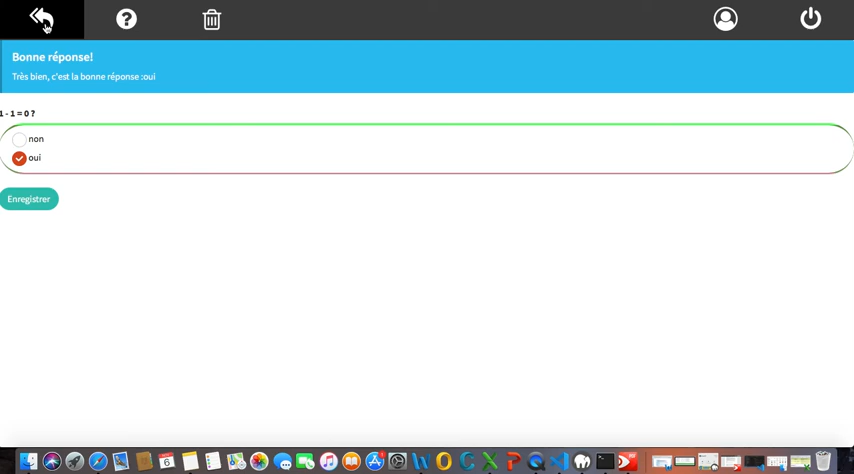 Bonne réponse!
Très bien, c'est la bonne réponse :oui
1 - 1 = 0 ?
non
oui
Enregistrer